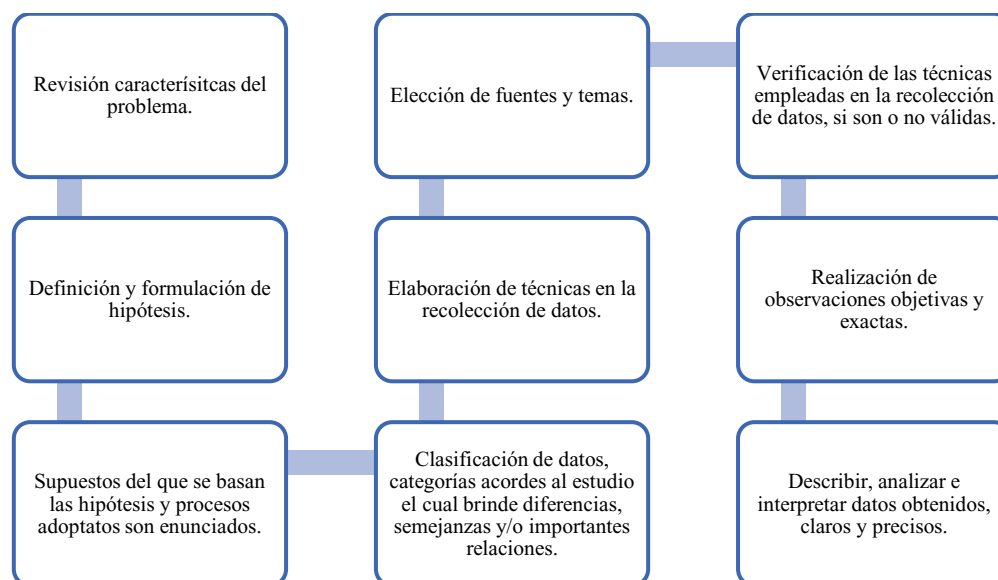 Revisión caracterísitcas del
problema.
Definición y formulación de
hipótesis.
Supuestos del que se basan
las hipótesis y procesos
adoptatos son enunciados.
Clasificación de datos,
categorías acordes al estudio
el cual brinde diferencias,
semejanzas y/o importantes
relaciones.
Elaboración de técnicas en la
recolección de datos.
Elección de fuentes y temas.
Verificación de las técnicas
empleadas en la recolección
de datos, si son o no válidas.
Realización de
observaciones objetivas y
exactas.
Describir, analizar e
interpretar datos obtenidos,
claros y precisos.